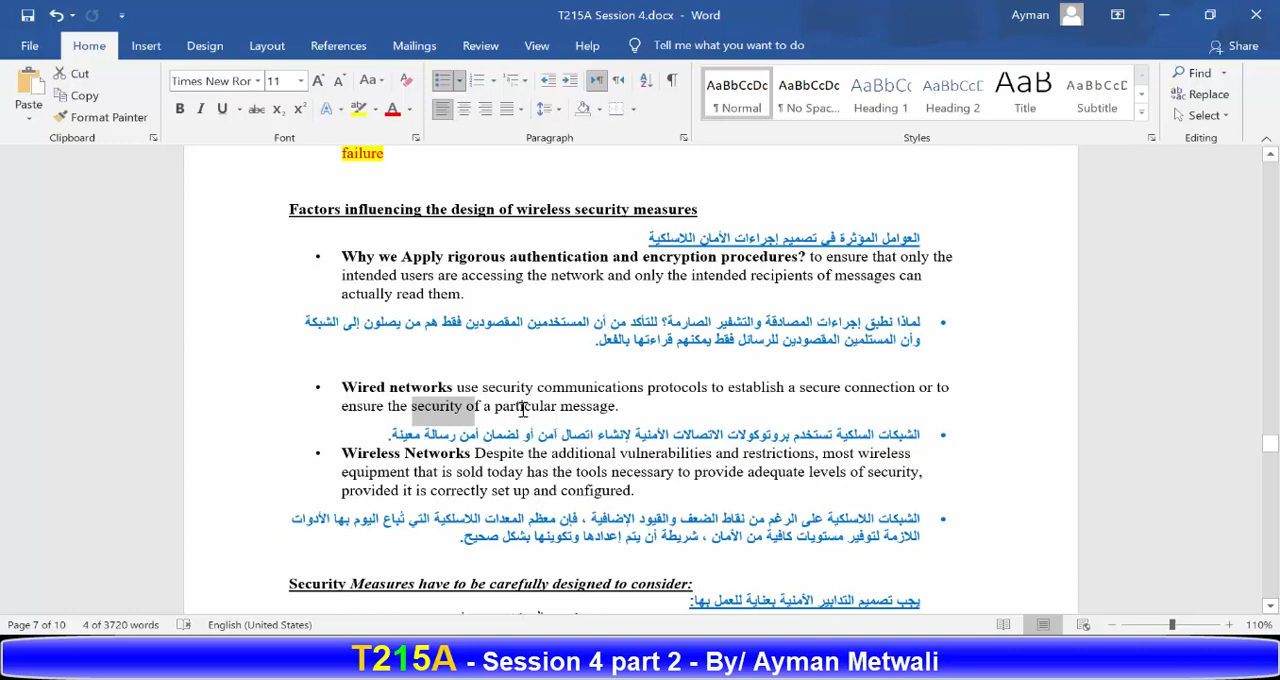 T215A Session 4.docx - Word
Ayman
File Home Insert Design Layout References Mailings Review View Help Tell me what you want to do Share
Paste Cut Copy Format Painter
Times New Ror 11 Aa
AaBbCcDc AaBbCcDc AaBbCc AaBbCcD AaB AaBbCcD
¶ Normal ¶ No Spac... Heading 1 Heading 2 Title Subtitle
Find Replace Select
Clipboard Font Paragraph Styles Editing
failure
Factors influencing the design of wireless security measures
العوامل المؤثرة في تصميم إجراءات الأمان اللاسلكية
• Why we Apply rigorous authentication and encryption procedures? to ensure that only the
intended users are accessing the network and only the intended recipients of messages can
actually read them.
• لماذا نطبق إجراءات المصادقة والتشفير الصارمة؟ للتأكد من أن المستخدمين المقصودين فقط هم من يصلون إلى الشبكة
وأن المستلمين المقصودين للرسائل فقط يمكنهم قراءتها بالفعل.
• Wired networks use security communications protocols to establish a secure connection or to
ensure the security of a particular message.
• الشبكات السلكية تستخدم بروتوكولات الاتصالات الأمنية لإنشاء اتصال آمن أو لضمان أمن رسالة معينة.
• Wireless Networks Despite the additional vulnerabilities and restrictions, most wireless
equipment that is sold today has the tools necessary to provide adequate levels of security,
provided it is correctly set up and configured.
• الشبكات اللاسلكية على الرغم من نقاط الضعف والقيود الإضافية ، فإن معظم المعدات اللاسلكية التي تُباع اليوم بها الأدوات
اللازمة لتوفير مستويات كافية من الأمان ، شريطة أن يتم إعدادها وتكوينها بشكل صحيح.
Security Measures have to be carefully designed to consider:
يجب تصميم التدابير الأمنية بعناية للعمل بها:
Page 7 of 10 4 of 3720 words English (United States) 110%
T215A - Session 4 part 2 - By/ Ayman Metwali